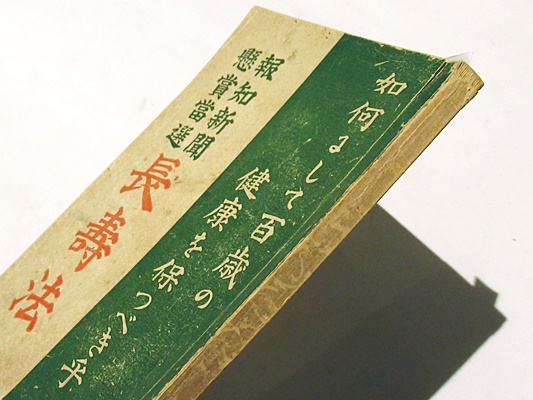 如何にして百歳の
健康を保つべき乎
報知新聞
懸賞當選
長壽法